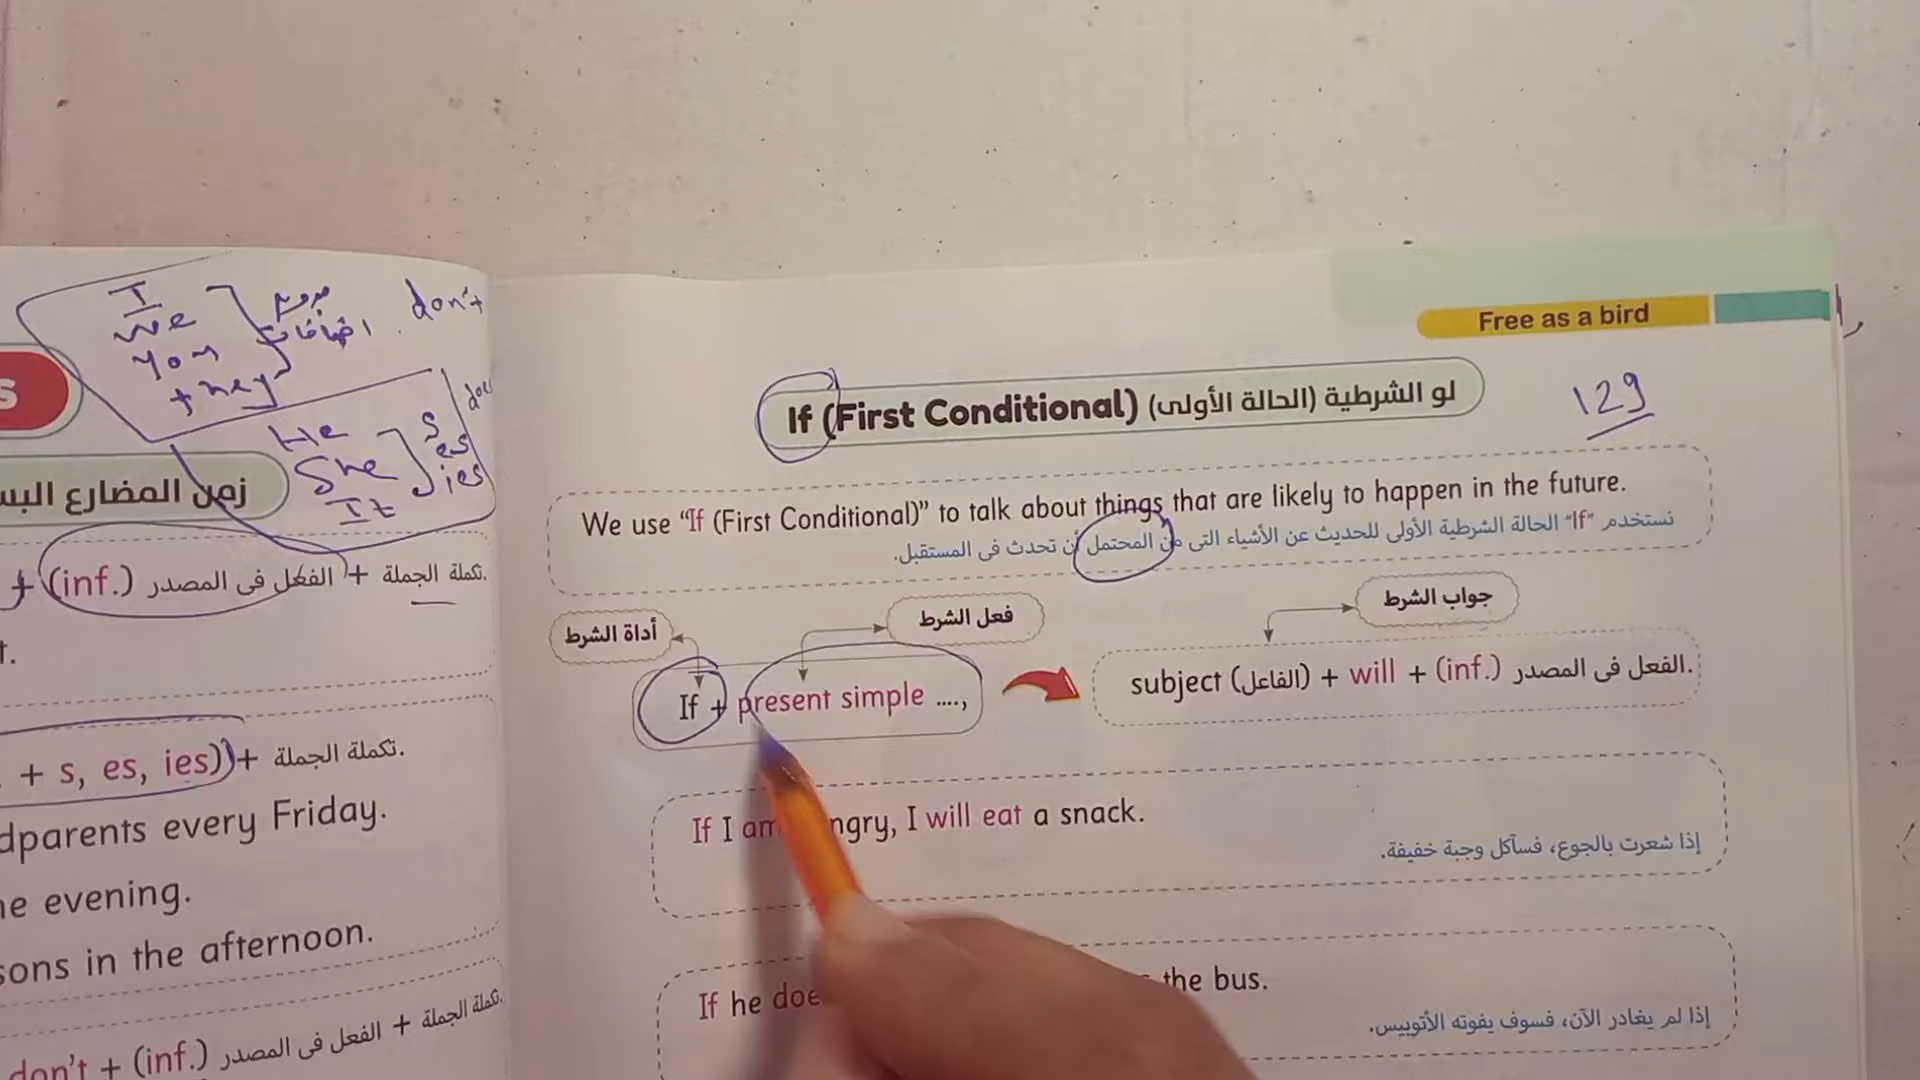 I
we
you
they
بدون
اضافات
don't
He
She
It
s
es
ies
doe
s
زمن المضارع البس
+ (inf.) الفعل فى المصدر + تكملة الجملة.
t.
+ s, es, ies)) + تكملة الجملة.
dparents every Friday.
ne evening.
sons in the afternoon.
don't + (inf.) الفعل فى المصدر + تكملة الجملة.
Free as a bird
129
If (First Conditional) لو الشرطية (الحالة الأولى)
We use "If (First Conditional)" to talk about things that are likely to happen in the future.
نستخدم "If" الحالة الشرطية الأولى للحديث عن الأشياء التى من المحتمل أن تحدث فى المستقبل.
أداة الشرط
فعل الشرط
جواب الشرط
If + present simple ....,
subject (الفاعل) + will + (inf.) الفعل فى المصدر.
If I am ngry, I will eat a snack.
إذا شعرت بالجوع، فسآكل وجبة خفيفة.
If he doe the bus.
إذا لم يغادر الآن، فسوف يفوته الأتوبيس.